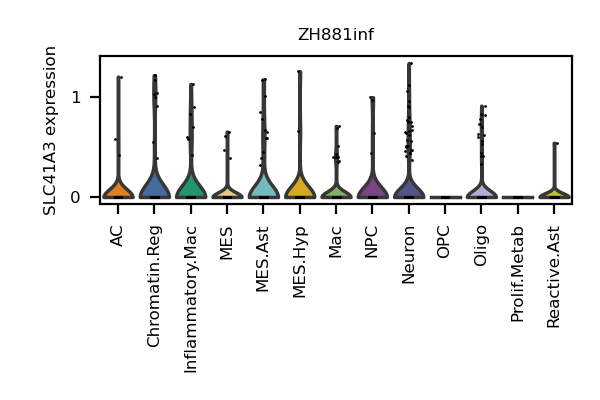 ZH881inf
SLC41A3 expression
1
0
AC
Chromatin.Reg
Inflammatory.Mac
MES
MES.Ast
MES.Hyp
Mac
NPC
Neuron
OPC
Oligo
Prolif.Metab
Reactive.Ast